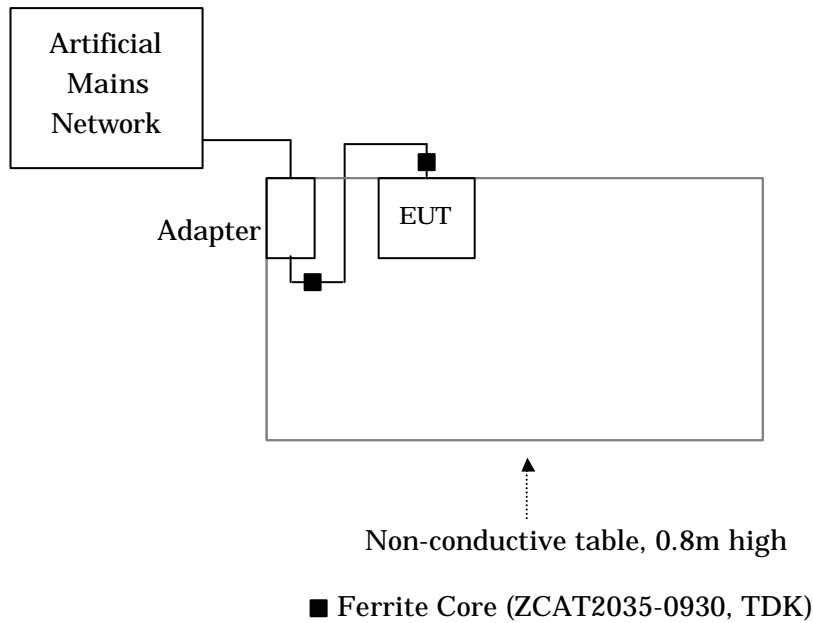 Artificial
Mains
Network
Adapter
EUT
Non-conductive table, 0.8m high
Ferrite Core (ZCAT2035-0930, TDK)